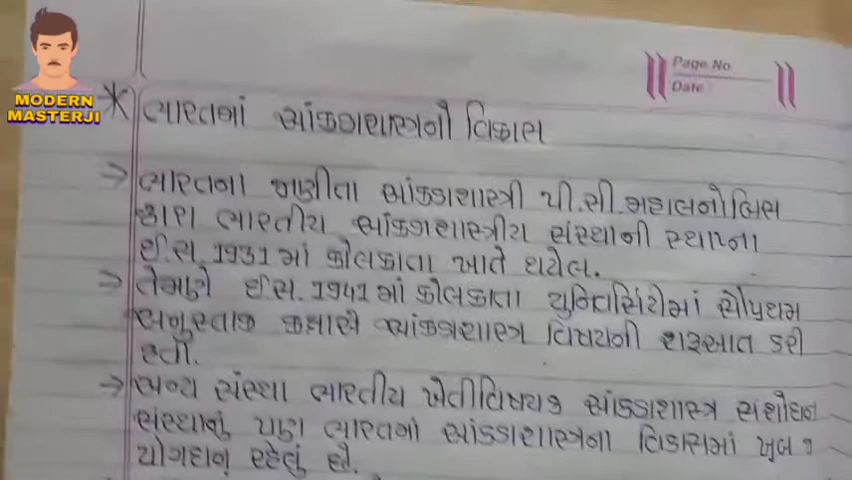 MODERN
MASTERJI
Page No
Date
* ભારતમાં આંકડાશાસ્ત્રનો વિકાસ
→ ભારતના જાણીતા આંકડાશાસ્ત્રી પી.સી.મહાલનોબિસ
દ્વારા ભારતીય આંકડાશાસ્ત્રીય સંસ્થાની સ્થાપના
ઈ.સ. 1931 માં કોલકાતા ખાતે થયેલ.
→ તેમણે ઈ.સ. 1941 માં કોલકાતા યુનિવર્સિટીમાં સૌપ્રથમ
અનુસ્નાતક કક્ષાએ આંકડાશાસ્ત્ર વિષયની શરૂઆત કરી
હતી.
→ અન્ય સંસ્થા ભારતીય ખેતીવિષયક આંકડાશાસ્ત્ર સંશોધન
સંસ્થાનું પણ ભારતમાં આંકડાશાસ્ત્રના વિકાસમાં ખૂબ જ
યોગદાન રહેલું છે.